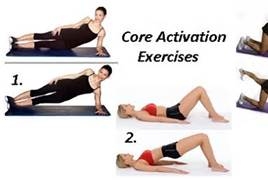 Core Activation
Exercises
1.
2.